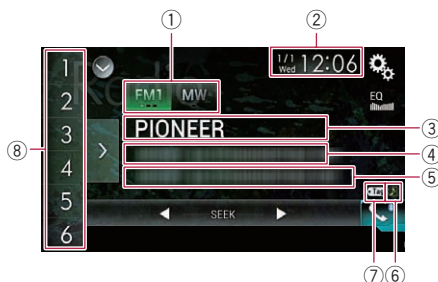 ① ②
1 1/1 Wed 12:06
2 FM1 MW EQ
3 PIONEER ③
④
⑧ 4 ⑤
5
6 SEEK
⑦ ⑥